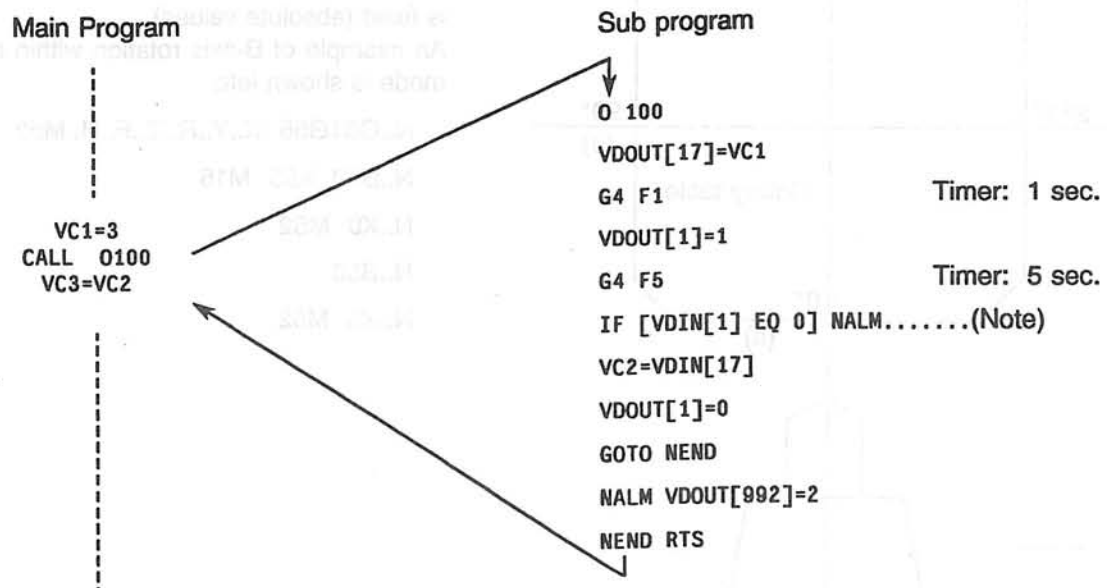 Main Program
VC1=3
CALL O100
VC3=VC2
Sub program
O 100
VDOUT[17]=VC1
G4 F1 Timer: 1 sec.
VDOUT[1]=1
G4 F5 Timer: 5 sec.
IF [VDIN[1] EQ 0] NALM.......(Note)
VC2=VDIN[17]
VDOUT[1]=0
GOTO NEND
NALM VDOUT[992]=2
NEND RTS